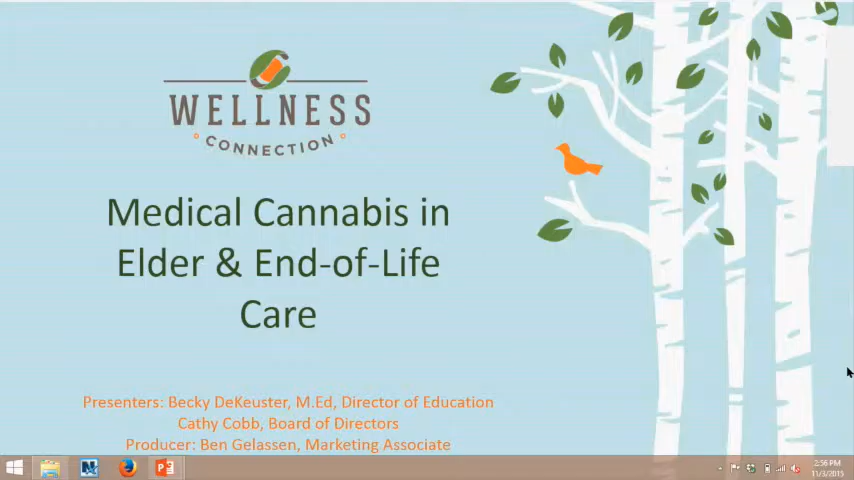 WELLNESS
CONNECTION
Medical Cannabis in
Elder & End-of-Life
Care
Presenters: Becky DeKeuster, M.Ed, Director of Education
Cathy Cobb, Board of Directors
Producer: Ben Gelassen, Marketing Associate
2:56 PM
11/3/2015